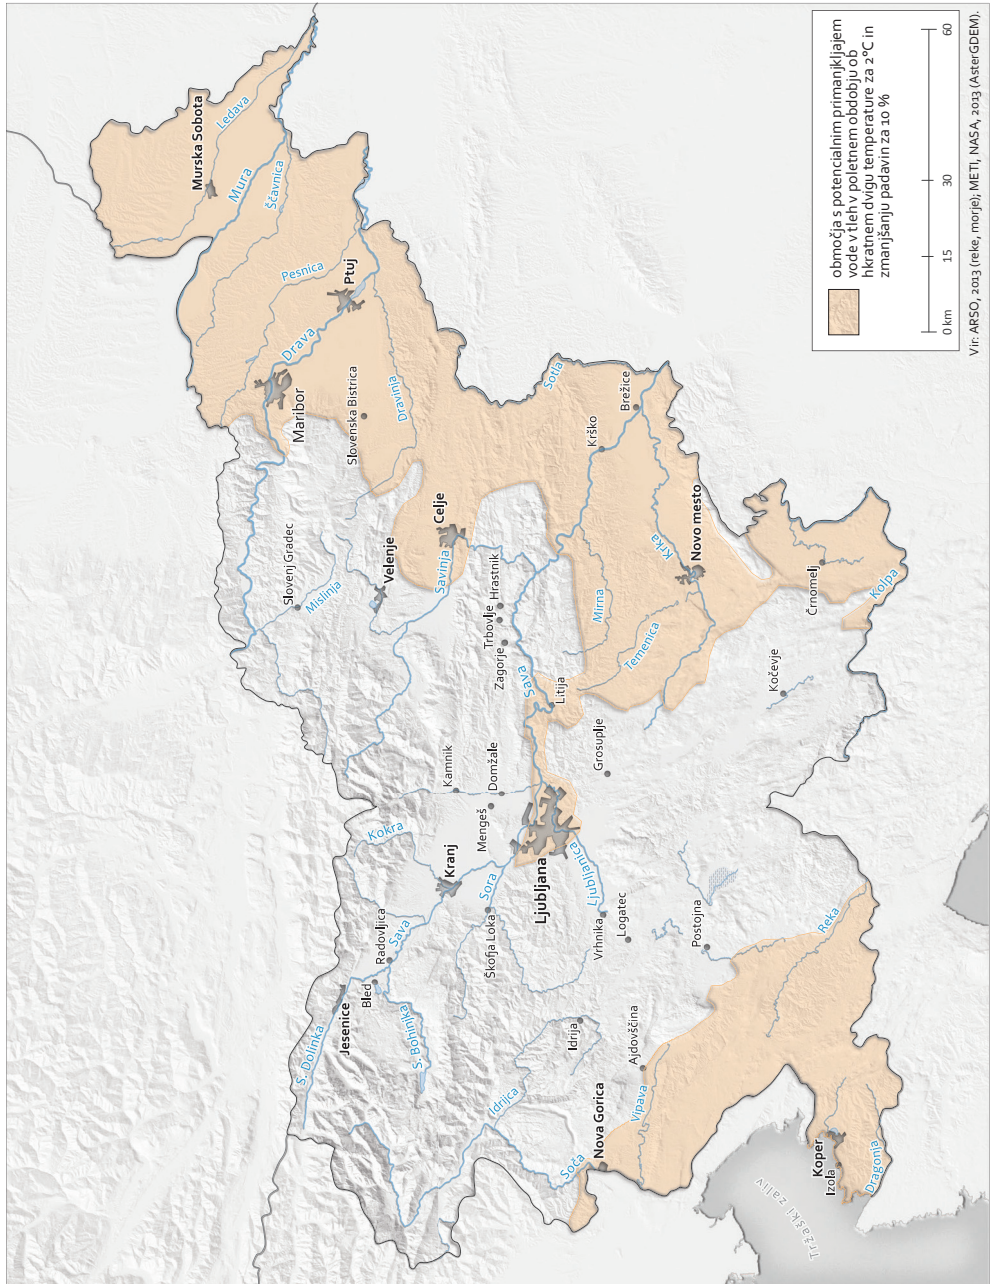 Murska Sobota
Ledava
Mura
Ščavnica
Pesnica
Ptuj
Drava
Maribor
Dravinja
Slovenska Bistrica
Sotla
Brežice
Krško
Celje
Velenje
Savinja
Slovenj Gradec
Mislinja
Hrastnik
Trbovlje
Zagorje
Sava
Litija
Mirna
Temenica
Krka
Novo mesto
Črnomelj
Kolpa
Kočevje
Grosuplje
Kamnik
Domžale
Mengeš
Kokra
Kranj
Sora
Ljubljana
Ljubljanica
Škofja Loka
Vrhnika
Logatec
Postojna
Reka
Radovljica
Sava
Bled
Jesenice
S. Dolinka
S. Bohinjka
Idrija
Idrijca
Ajdovščina
Vipava
Nova Gorica
Soča
Koper
Izola
Dragonja
Tržaški zaliv
območja s potencialnim primanjkljajem
vode v tleh v poletnem obdobju ob
hkratnem dvigu temperature za 2°C in
zmanjšanju padavin za 10 %
0 km 15 30 60
Vir: ARSO, 2013 (reke, morje); METI, NASA, 2013 (AsterGDEM).